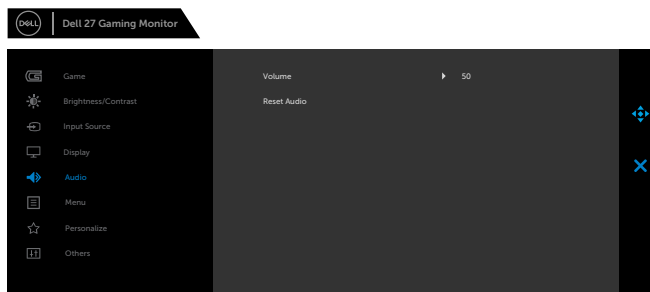 DELL
Dell 27 Gaming Monitor
Game
Volume 50
Brightness/Contrast
Reset Audio
Input Source
Display
Audio
Menu
Personalize
Others